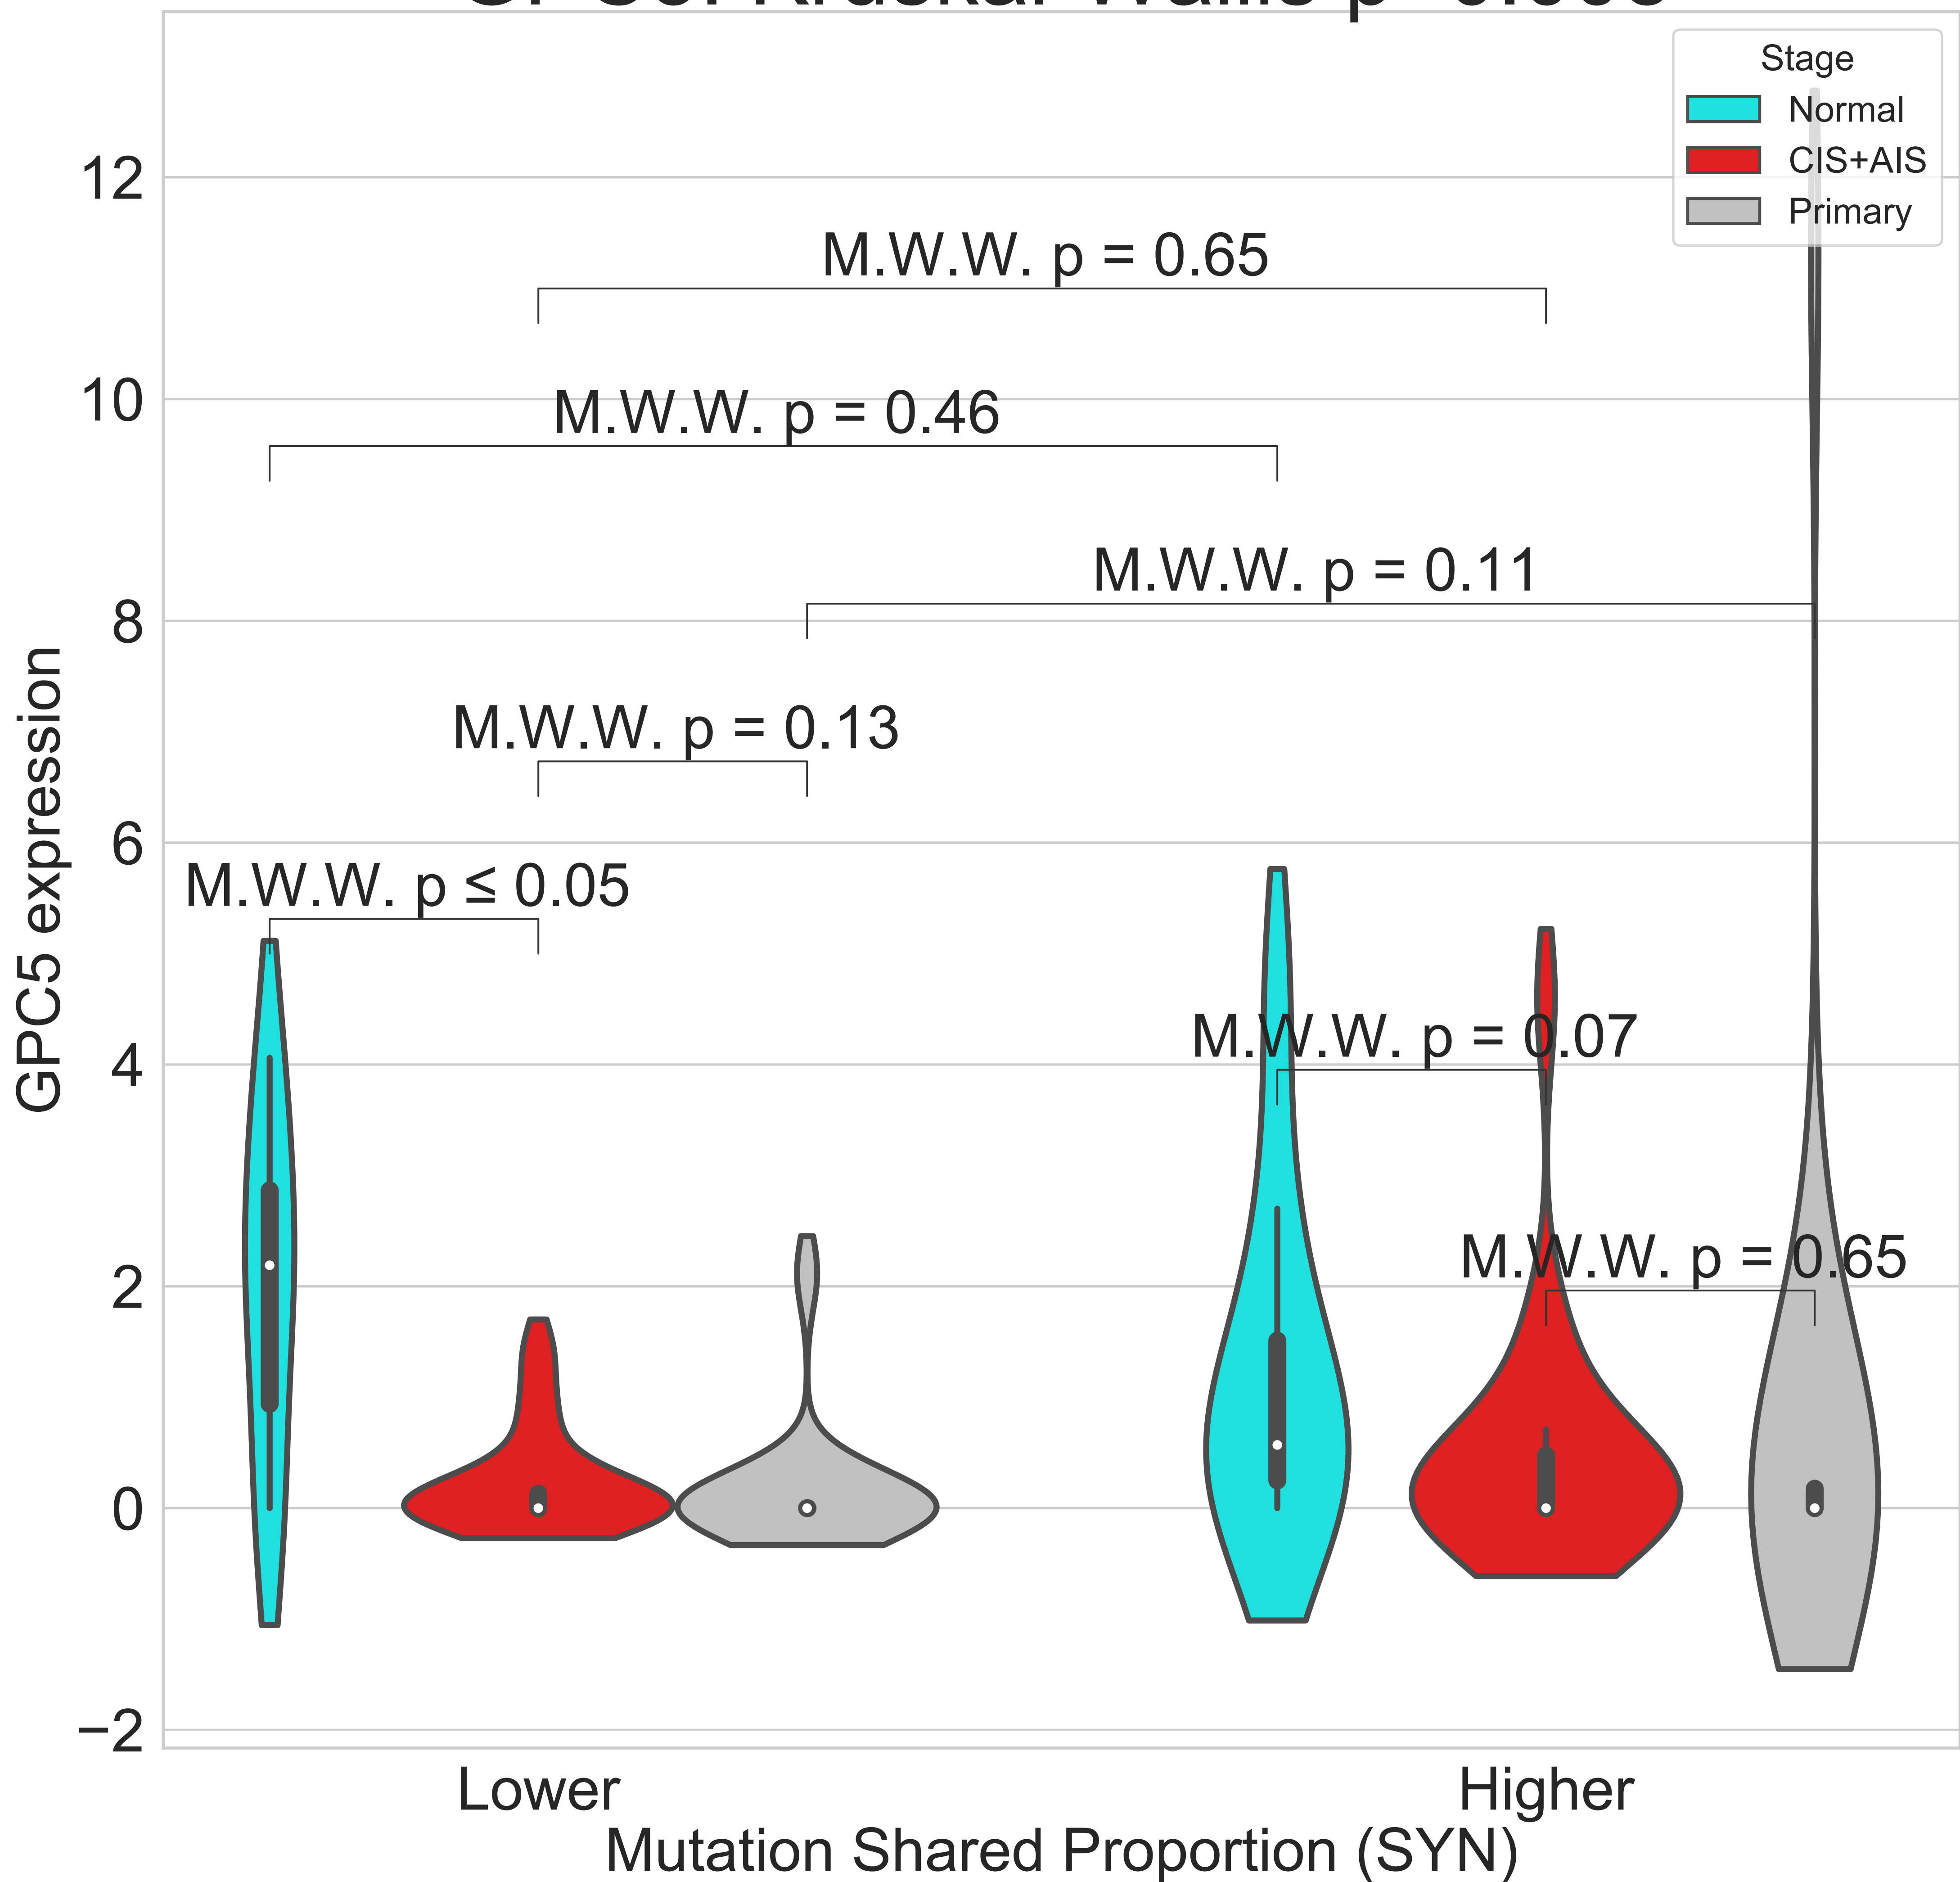 Stage
Normal
CIS+AIS
Primary
12
10
8
6
4
2
0
−2
GPC5 expression
M.W.W. p = 0.65
M.W.W. p = 0.46
M.W.W. p = 0.11
M.W.W. p = 0.13
M.W.W. p ≤ 0.05
M.W.W. p = 0.07
M.W.W. p = 0.65
Lower
Higher
Mutation Shared Proportion (SYN)